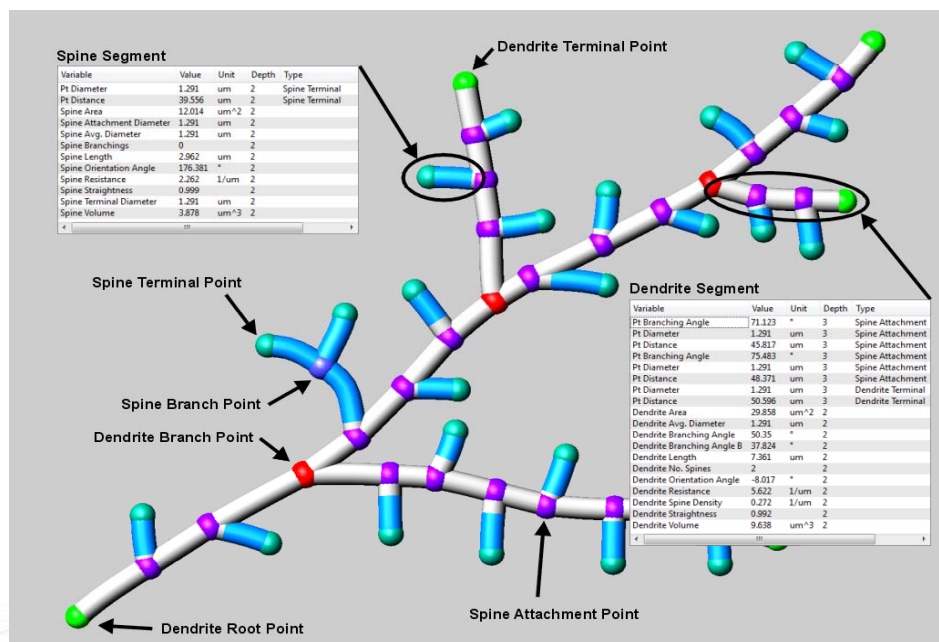 Dendrite Terminal Point
Spine Segment
Variable Value Unit Depth Type
Pt Diameter 1.291 um 2 Spine Terminal
Pt Distance 39.556 um 2 Spine Terminal
Spine Area 12.014 um^2 2
Spine Attachment Diameter 1.291 um 2
Spine Avg. Diameter 1.291 um 2
Spine Branchings 0 2
Spine Length 2.962 um 2
Spine Orientation Angle 176.381 ° 2
Spine Resistance 2.262 1/um 2
Spine Straightness 0.999 2
Spine Terminal Diameter 1.291 um 2
Spine Volume 3.878 um^3 2
Spine Terminal Point
Dendrite Segment
Variable Value Unit Depth Type
Pt Branching Angle 71.123 ° 3 Spine Attachment
Pt Diameter 1.291 um 3 Spine Attachment
Pt Distance 45.817 um 3 Spine Attachment
Pt Branching Angle 75.483 ° 3 Spine Attachment
Pt Diameter 1.291 um 3 Spine Attachment
Pt Distance 48.371 um 3 Spine Attachment
Pt Diameter 1.291 um 3 Dendrite Terminal
Pt Distance 50.596 um 3 Dendrite Terminal
Dendrite Area 29.858 um^2 2
Dendrite Avg. Diameter 1.291 um 2
Dendrite Branching Angle 50.35 ° 2
Dendrite Branching Angle B 37.824 ° 2
Dendrite Length 7.361 um 2
Dendrite No. Spines 2 2
Dendrite Orientation Angle -8.017 ° 2
Dendrite Resistance 5.622 1/um 2
Dendrite Spine Density 0.272 1/um 2
Dendrite Straightness 0.992 2
Dendrite Volume 9.638 um^3 2
Spine Branch Point
Dendrite Branch Point
Spine Attachment Point
Dendrite Root Point